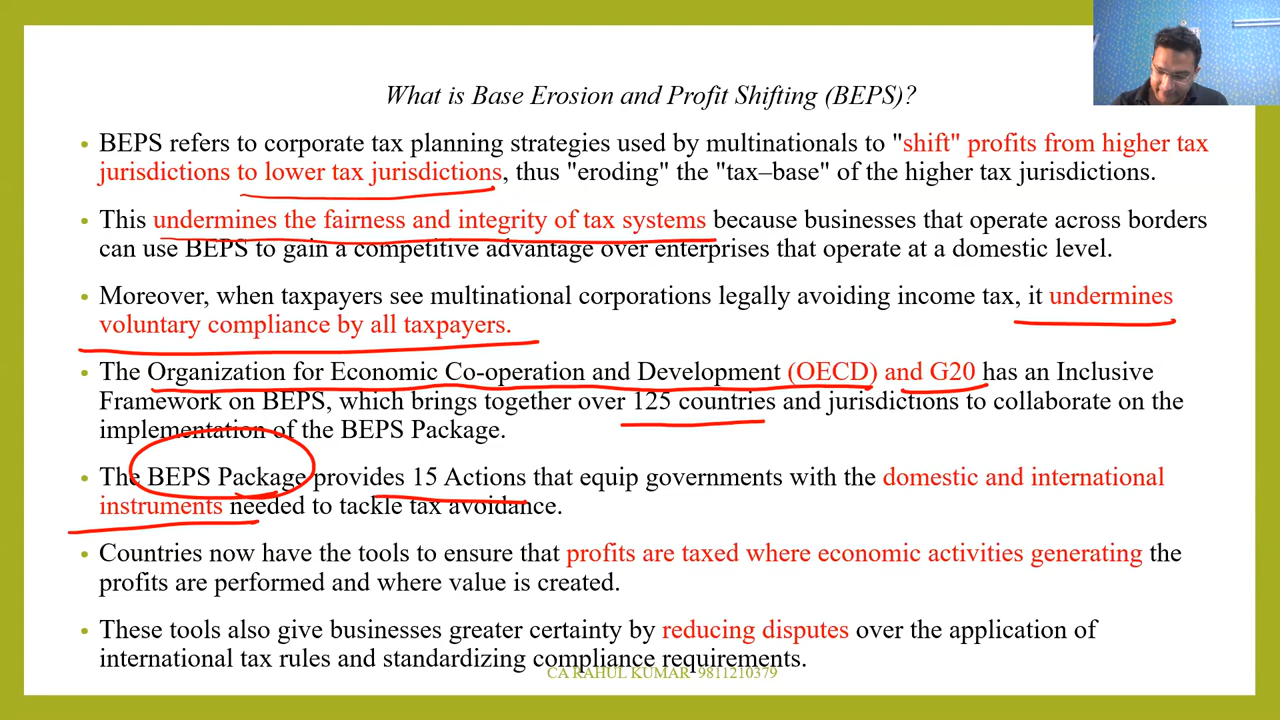 What is Base Erosion and Profit Shifting (BEPS)?
• BEPS refers to corporate tax planning strategies used by multinationals to "shift" profits from higher tax
jurisdictions to lower tax jurisdictions, thus "eroding" the "tax–base" of the higher tax jurisdictions.
• This undermines the fairness and integrity of tax systems because businesses that operate across borders
can use BEPS to gain a competitive advantage over enterprises that operate at a domestic level.
• Moreover, when taxpayers see multinational corporations legally avoiding income tax, it undermines
voluntary compliance by all taxpayers.
• The Organization for Economic Co-operation and Development (OECD) and G20 has an Inclusive
Framework on BEPS, which brings together over 125 countries and jurisdictions to collaborate on the
implementation of the BEPS Package.
• The BEPS Package provides 15 Actions that equip governments with the domestic and international
instruments needed to tackle tax avoidance.
• Countries now have the tools to ensure that profits are taxed where economic activities generating the
profits are performed and where value is created.
• These tools also give businesses greater certainty by reducing disputes over the application of
international tax rules and standardizing compliance requirements.
CA RAHUL KUMAR 9811210379